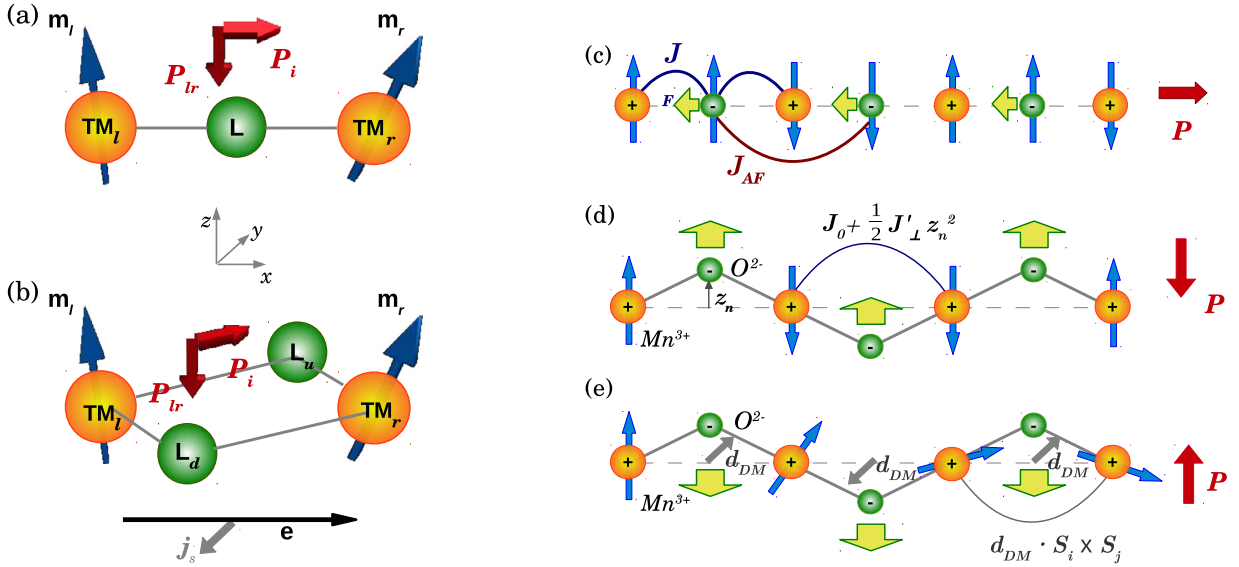 (a)
m_l
m_r
P_lr
P_i
TM_l
L
TM_r
z
y
x
(b)
m_l
m_r
P_lr
P_i
L_u
TM_l
TM_r
L_d
e
j_s
(c)
J
F
+
-
+
-
+
-
+
J_AF
P
(d)
J_0 + 1/2 J'_⊥ z_n^2
-
O^2-
-
+
z_n
+
+
+
Mn^3+
-
P
(e)
-
O^2-
-
d_DM
d_DM
d_DM
+
+
+
+
Mn^3+
-
P
d_DM · S_i x S_j